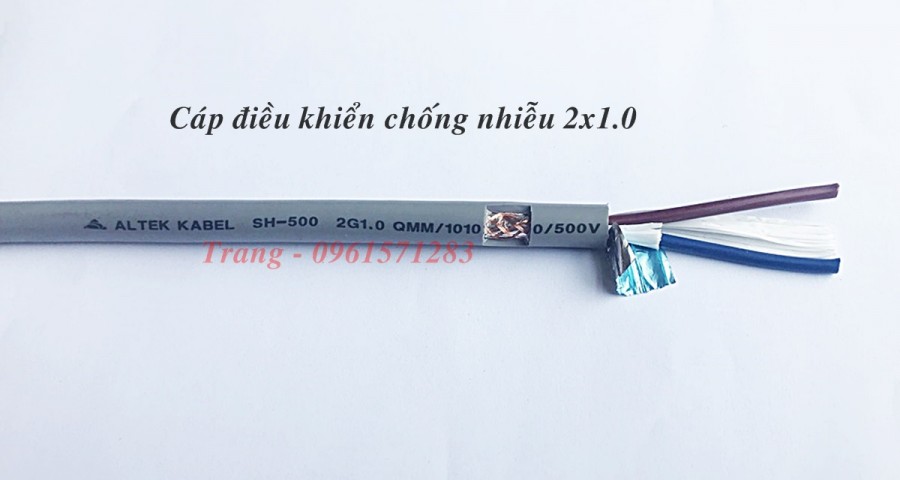 Cáp điều khiển chống nhiễu 2x1.0
ALTEK KABEL SH-500 2G1.0 QMM/1010 0/500V
Trang - 0961571283